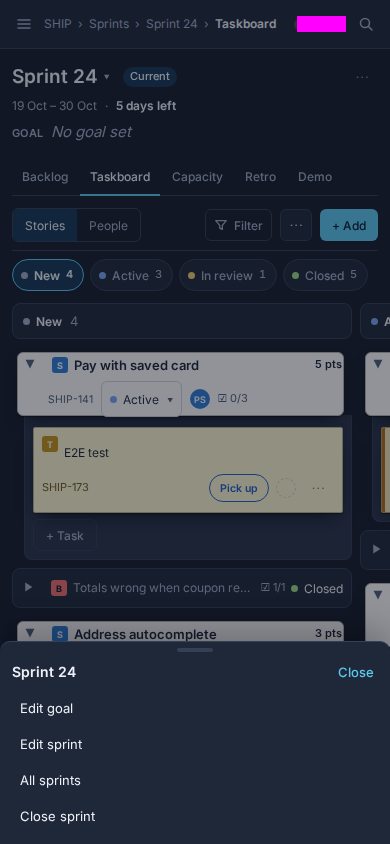 SHIP › Sprints › Sprint 24 › Taskboard
Sprint 24 ▾ Current ···
19 Oct – 30 Oct · 5 days left
GOAL No goal set
Backlog Taskboard Capacity Retro Demo
Stories People Filter ··· + Add
New 4 Active 3 In review 1 Closed 5
New 4 A
S Pay with saved card 5 pts
SHIP-141 Active ▾ PS ☑ 0/3
T E2E test
SHIP-173 Pick up ···
+ Task
B Totals wrong when coupon re... ☑ 1/1 Closed
S Address autocomplete 3 pts
Sprint 24 Close
Edit goal
Edit sprint
All sprints
Close sprint